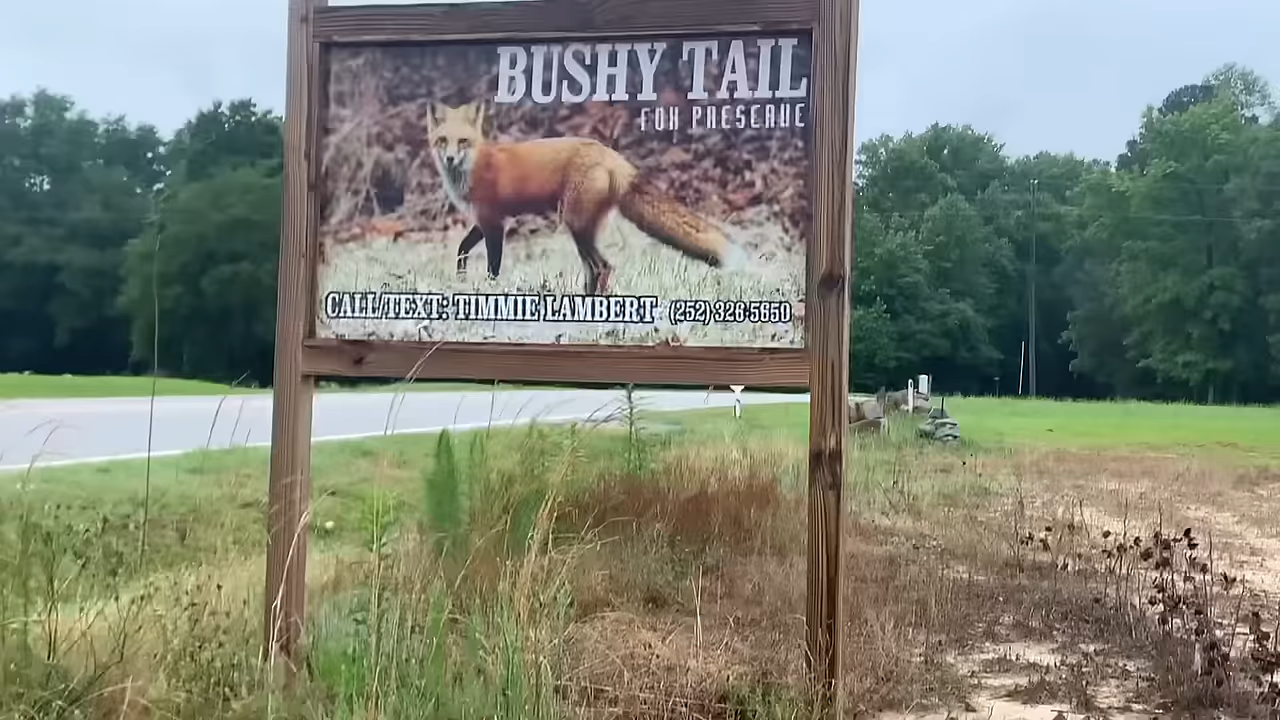 BUSHY TAIL
FOX PRESERVE
CALL/TEXT: TIMMIE LAMBERT (252) 326-5650